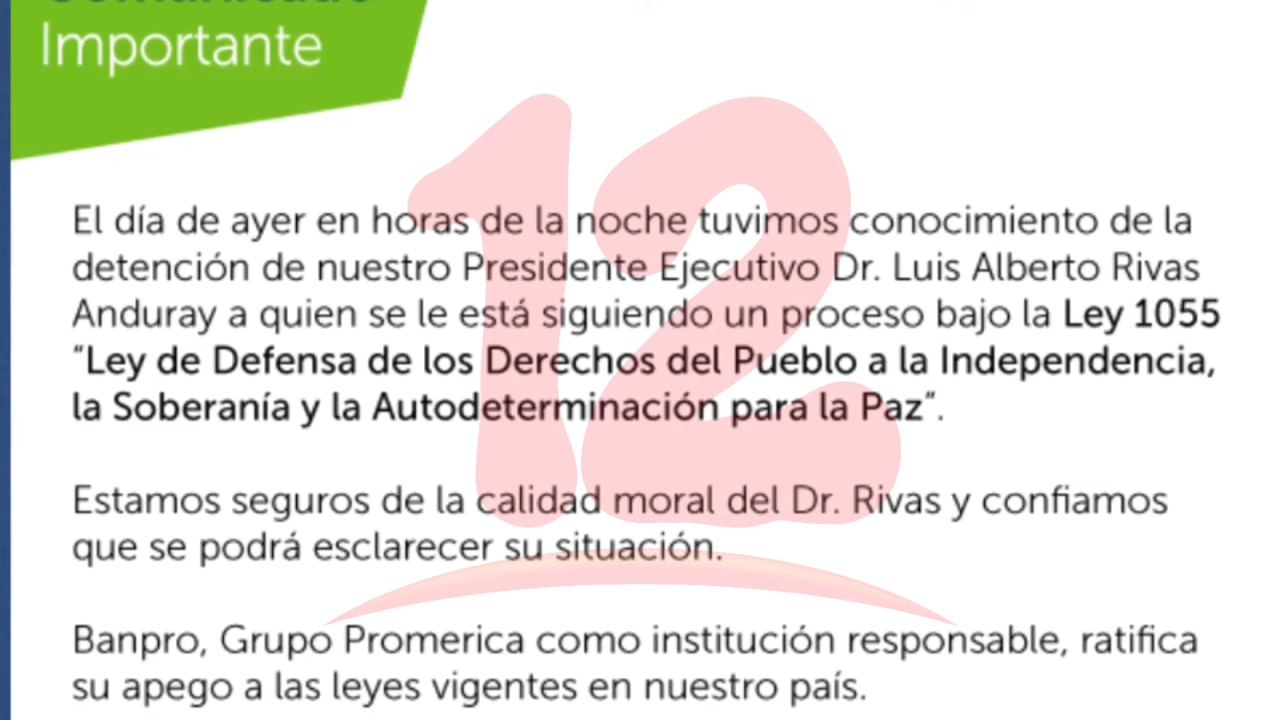 Comunicado
Importante
El día de ayer en horas de la noche tuvimos conocimiento de la
detención de nuestro Presidente Ejecutivo Dr. Luis Alberto Rivas
Anduray a quien se le está siguiendo un proceso bajo la Ley 1055
“Ley de Defensa de los Derechos del Pueblo a la Independencia,
la Soberanía y la Autodeterminación para la Paz”.
Estamos seguros de la calidad moral del Dr. Rivas y confiamos
que se podrá esclarecer su situación.
Banpro, Grupo Promerica como institución responsable, ratifica
su apego a las leyes vigentes en nuestro país.
12